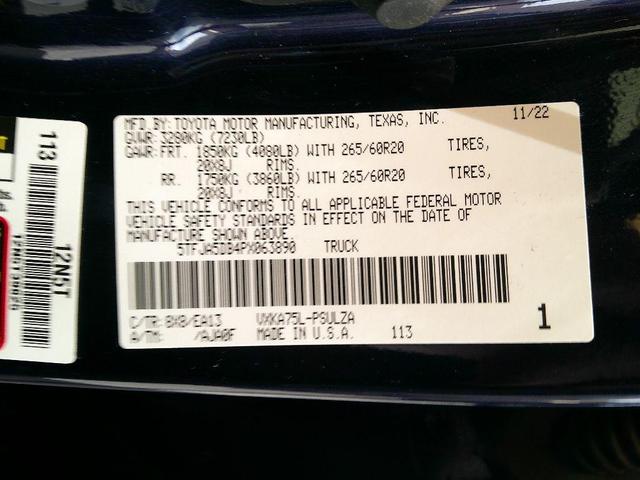 MFD. BY: TOYOTA MOTOR MANUFACTURING, TEXAS, INC. 11/22
GVWR: 3280KG (7230LB)
GAWR: FRT. 1850KG (4080LB) WITH 265/60R20 TIRES,
20X8J RIMS
RR. 1750KG (3860LB) WITH 265/60R20 TIRES,
20X8J RIMS
THIS VEHICLE CONFORMS TO ALL APPLICABLE FEDERAL MOTOR
VEHICLE SAFETY STANDARDS IN EFFECT ON THE DATE OF
MANUFACTURE SHOWN ABOVE.
5TFJA5DB4PX063890 TRUCK
C/TR: 8X8/EA13 VXKA75L-PSULZA
A/TM: /AJA0F MADE IN U.S.A. 113
1
113
12N5T